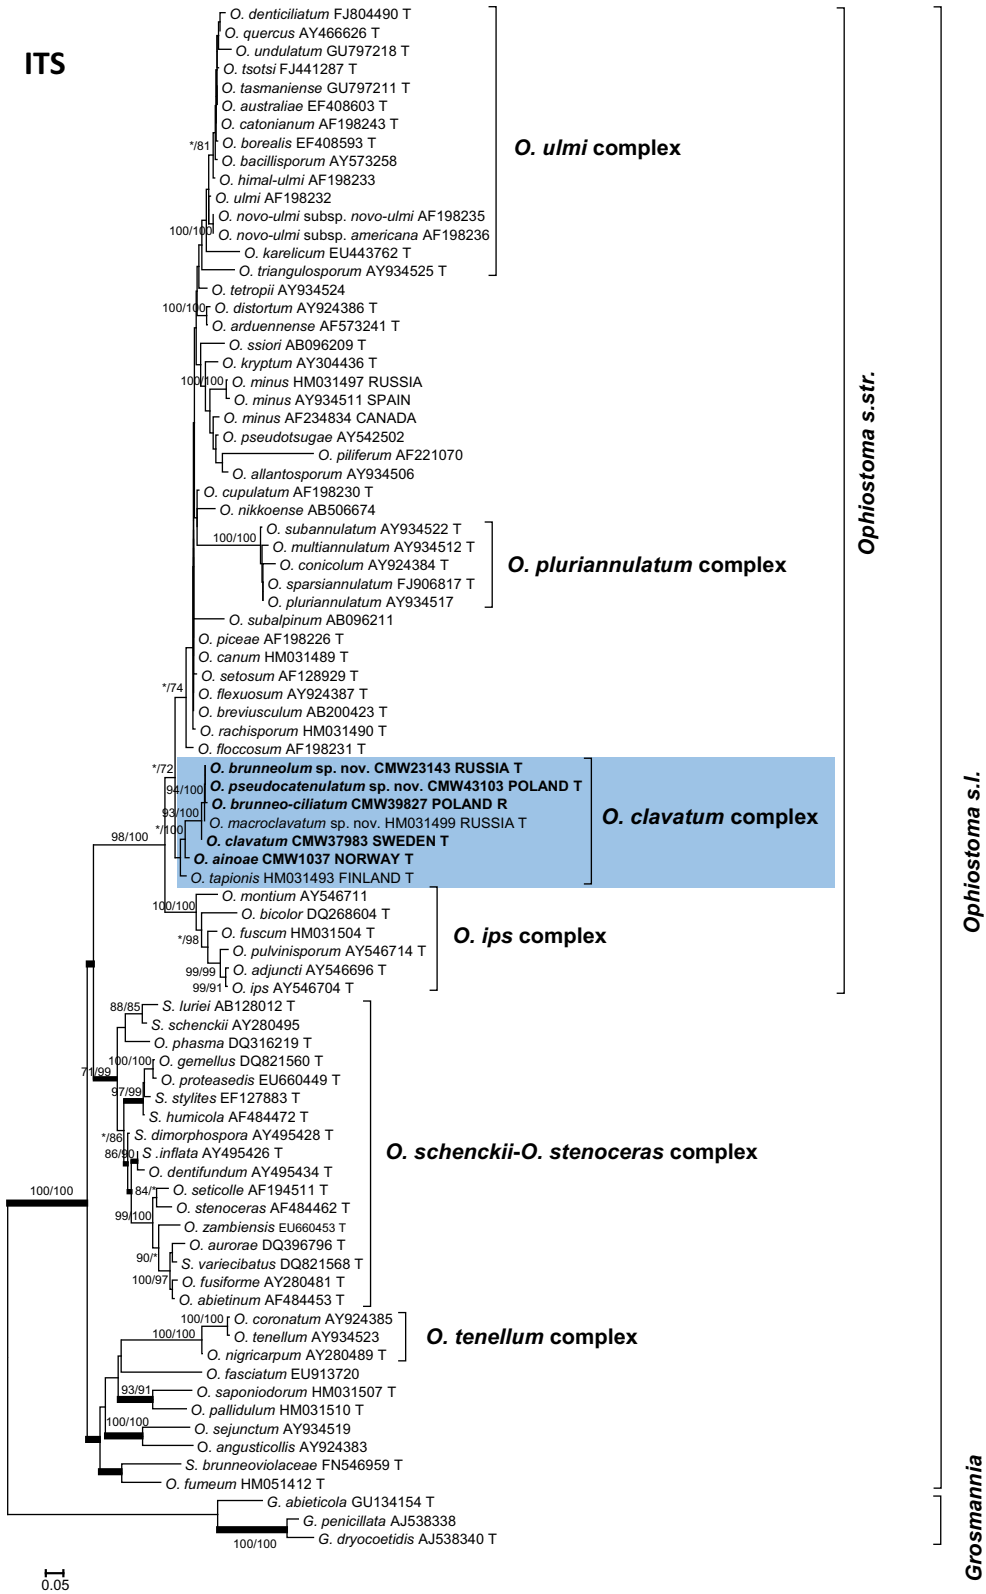 ITS
O. denticiliatum FJ804490 T
O. quercus AY466626 T
O. undulatum GU797218 T
O. tsotsi FJ441287 T
O. tasmaniense GU797211 T
O. australiae EF408603 T
O. catonianum AF198243 T
O. borealis EF408593 T
*/81
O. bacillisporum AY573258
O. ulmi complex
O. himal-ulmi AF198233
O. ulmi AF198232
O. novo-ulmi subsp. novo-ulmi AF198235
100/100
O. novo-ulmi subsp. americana AF198236
O. karelicum EU443762 T
O. triangulosporum AY934525 T
O. tetropii AY934524
100/100
O. distortum AY924386 T
O. arduennense AF573241 T
O. ssiori AB096209 T
O. kryptum AY304436 T
100/100
O. minus HM031497 RUSSIA
O. minus AY934511 SPAIN
O. minus AF234834 CANADA
O. pseudotsugae AY542502
O. piliferum AF221070
O. allantosporum AY934506
O. cupulatum AF198230 T
O. nikkoense AB506674
O. subannulatum AY934522 T
100/100
O. multiannulatum AY934512 T
O. conicolum AY924384 T
O. pluriannulatum complex
O. sparsiannulatum FJ906817 T
O. pluriannulatum AY934517
O. subalpinum AB096211
O. piceae AF198226 T
O. canum HM031489 T
O. setosum AF128929 T
*/74
O. flexuosum AY924387 T
O. breviusculum AB200423 T
O. rachisporum HM031490 T
O. floccosum AF198231 T
*/72
O. brunneolum sp. nov. CMW23143 RUSSIA T
94/100
O. pseudocatenulatum sp. nov. CMW43103 POLAND T
O. brunneo-ciliatum CMW39827 POLAND R
93/100
O. macroclavatum sp. nov. HM031499 RUSSIA T
O. clavatum complex
*/100
O. clavatum CMW37983 SWEDEN T
98/100
O. ainoae CMW1037 NORWAY T
O. tapionis HM031493 FINLAND T
O. montium AY546711
100/100
O. bicolor DQ268604 T
O. fuscum HM031504 T
*/98
O. ips complex
O. pulvinisporum AY546714 T
99/99
O. adjuncti AY546696 T
99/91
O. ips AY546704 T
Ophiostoma s.str.
88/85
S. luriei AB128012 T
S. schenckii AY280495
O. phasma DQ316219 T
100/100
O. gemellus DQ821560 T
71/99
O. proteasedis EU660449 T
97/99
S. stylites EF127883 T
S. humicola AF484472 T
*/86
S. dimorphospora AY495428 T
86/90
S .inflata AY495426 T
O. schenckii-O. stenoceras complex
O. dentifundum AY495434 T
84/*
O. seticolle AF194511 T
100/100
O. stenoceras AF484462 T
99/100
O. zambiensis EU660453 T
O. aurorae DQ396796 T
90/*
S. variecibatus DQ821568 T
100/97
O. fusiforme AY280481 T
O. abietinum AF484453 T
100/100
O. coronatum AY924385
100/100
O. tenellum AY934523
O. tenellum complex
O. nigricarpum AY280489 T
O. fasciatum EU913720
93/91
O. saponiodorum HM031507 T
O. pallidulum HM031510 T
100/100
O. sejunctum AY934519
O. angusticollis AY924383
S. brunneoviolaceae FN546959 T
O. fumeum HM051412 T
Ophiostoma s.l.
G. abieticola GU134154 T
G. penicillata AJ538338
G. dryocoetidis AJ538340 T
100/100
Grosmannia
0.05